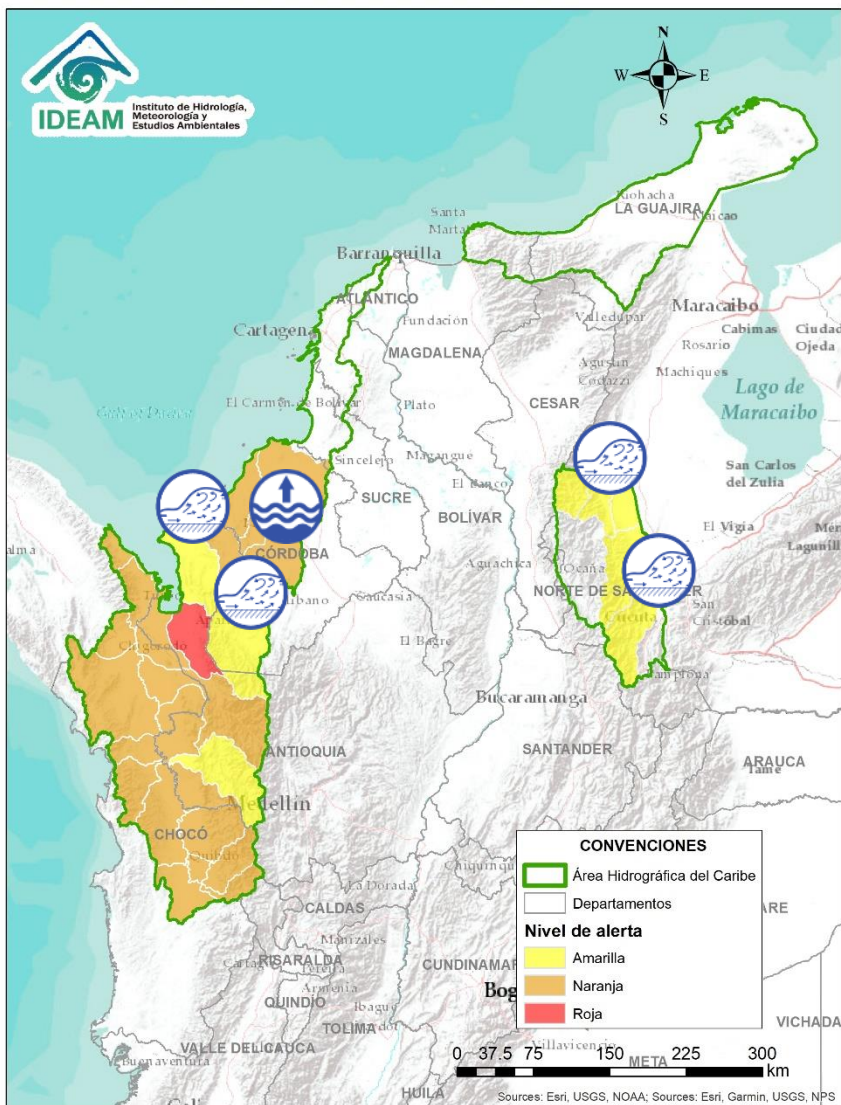 IDEAM
Instituto de Hidrología,
Meteorología y
Estudios Ambientales
N
W
E
S
Riohacha
LA GUAJIRA
Maicao
Santa
Marta
Barranquilla
ATLÁNTICO
Cartagena
Fundación
Valledupar
Maracaibo
Cabimas
Ciudad
Ojeda
Rosario
Machiques
MAGDALENA
Agustín
Codazzi
Lago de
Maracaibo
El Carmen de Bolívar
Plato
CESAR
Sincelejo
Magangue
San Carlos
del Zulia
El Banco
SUCRE
BOLÍVAR
El Vigía
CÓRDOBA
Aguachica
Ocaña
NORTE DE
San
Cristóbal
Caucasia
Cúcuta
El Bagre
Pamplona
Bucaramanga
ANTIOQUIA
SANTANDER
ARAUCA
Tame
Medellín
CHOCÓ
Quibdó
La Dorada
CALDAS
Manizales
RISARALDA
Pereira
Armenia
QUINDÍO
Ibague
TOLIMA
CUNDINAMAR
Bog
VALLE DEL CAUCA
Buenaventura
HUILA
Villavicencio
META
VICHADA
CONVENCIONES
Área Hidrográfica del Caribe
Departamentos
Nivel de alerta
Amarilla
Naranja
Roja
0 37.5 75 150 225 300
km
Sources: Esri, USGS, NOAA; Sources: Esri, Garmin, USGS, NPS